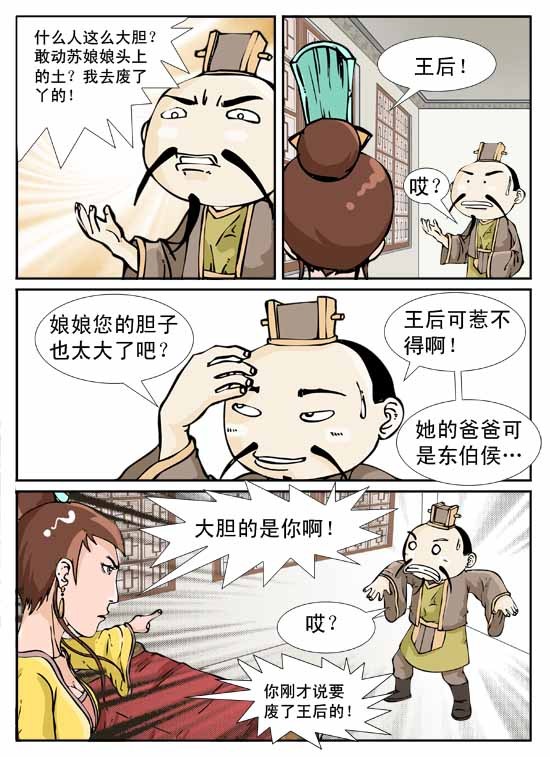 什么人这么大胆？
敢动苏娘娘头上
的土？我去废了
丫的！
王后！
哎？
娘娘您的胆子
也太大了吧？
王后可惹不
得啊！
她的爸爸可
是东伯侯…
大胆的是你啊！
哎？
你刚才说要
废了王后的！